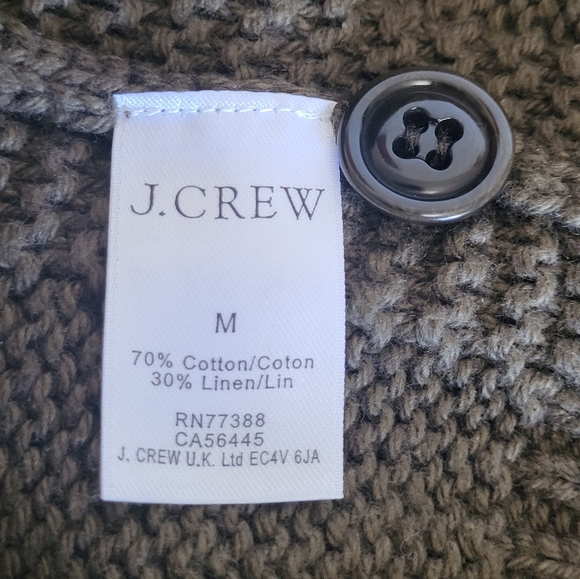 J.CREW
M
70% Cotton/Coton
30% Linen/Lin
RN77388
CA56445
J. CREW U.K. Ltd EC4V 6JA